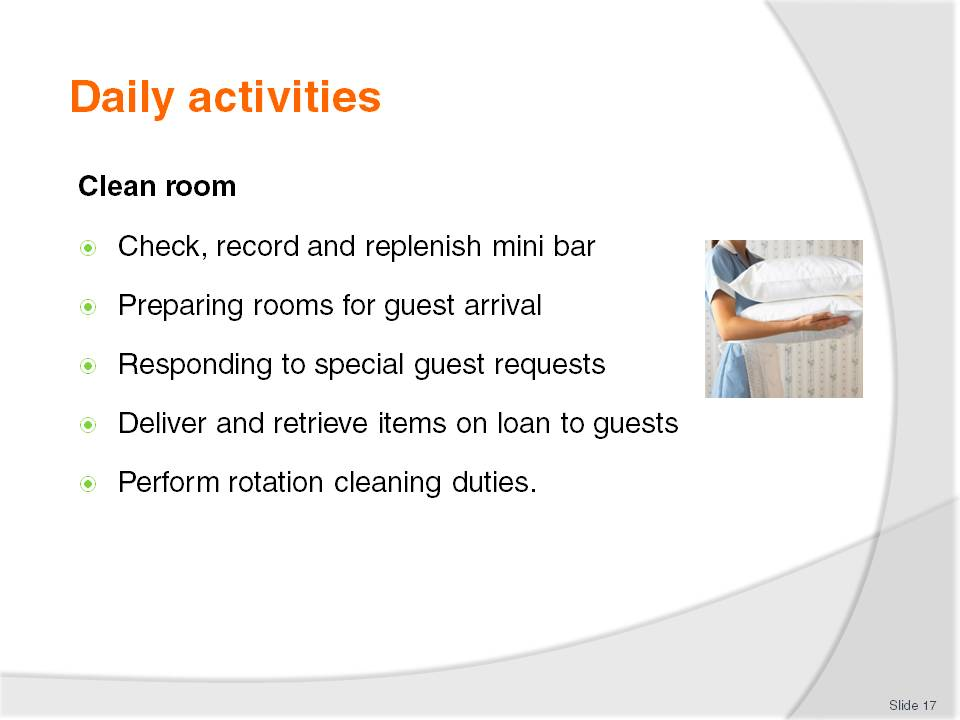 Daily activities
Clean room
Check, record and replenish mini bar
Preparing rooms for guest arrival
Responding to special guest requests
Deliver and retrieve items on loan to guests
Perform rotation cleaning duties.
Slide 17